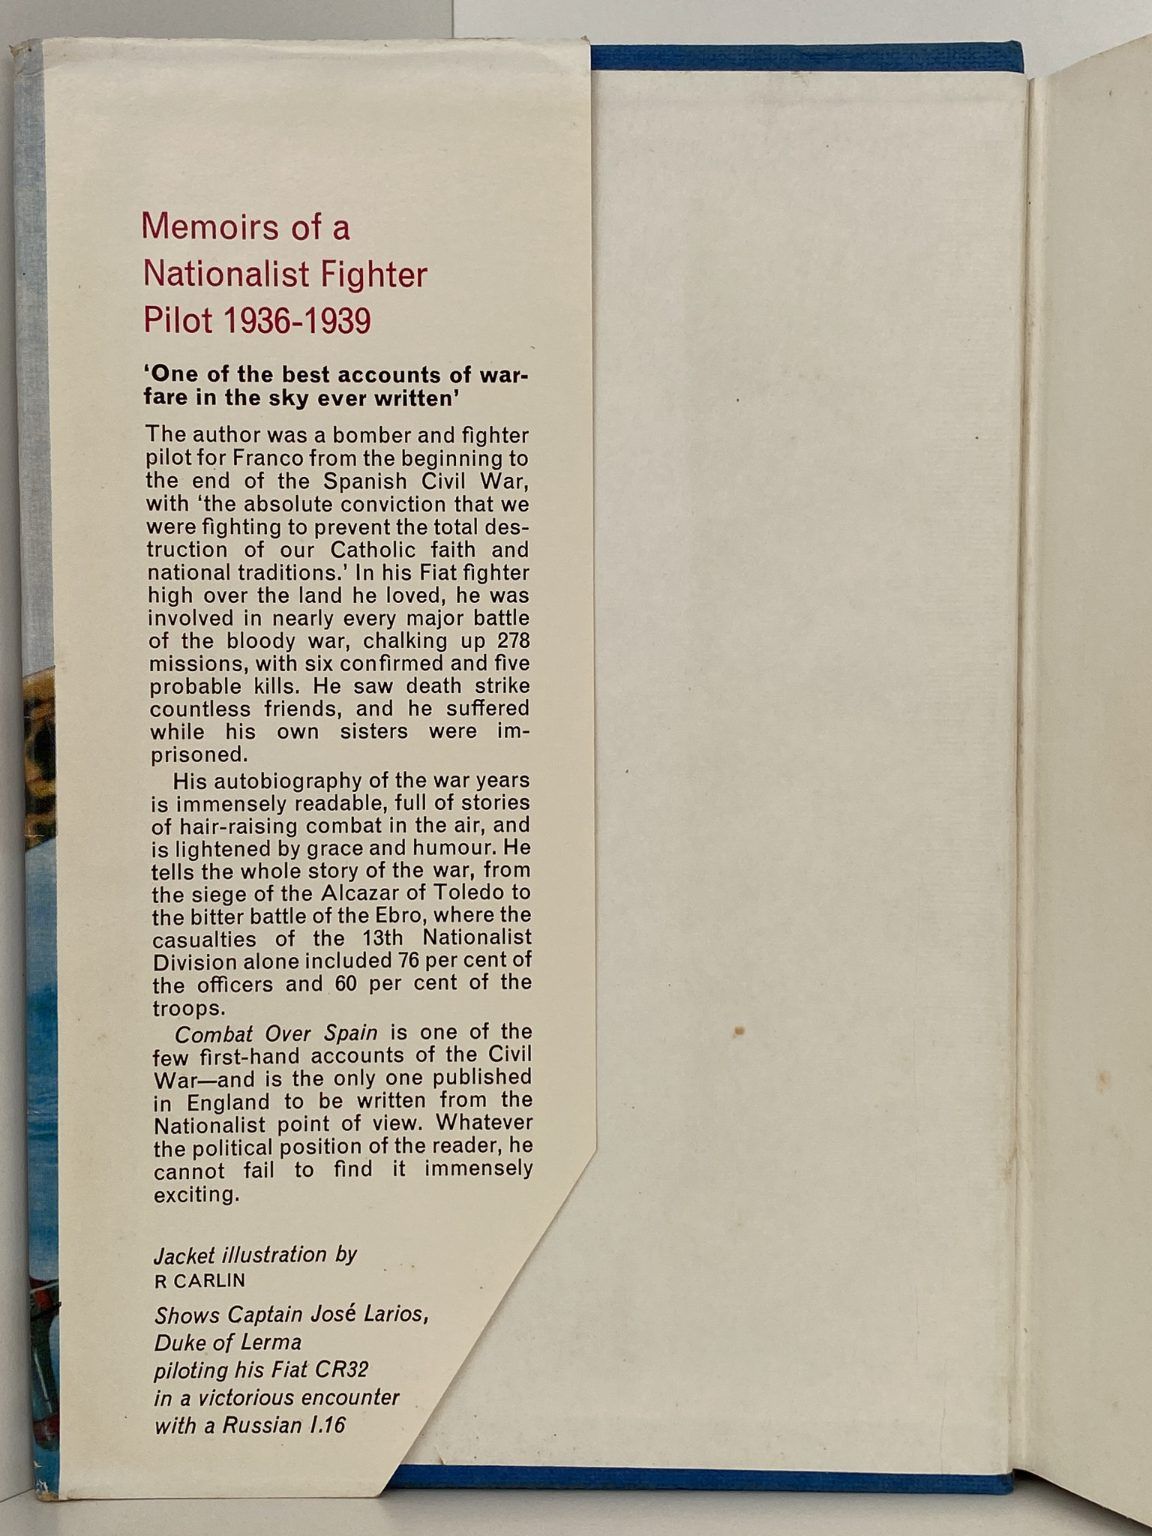 Memoirs of a
Nationalist Fighter
Pilot 1936-1939
‘One of the best accounts of war-
fare in the sky ever written’
The author was a bomber and fighter
pilot for Franco from the beginning to
the end of the Spanish Civil War,
with ‘the absolute conviction that we
were fighting to prevent the total des-
truction of our Catholic faith and
national traditions.’ In his Fiat fighter
high over the land he loved, he was
involved in nearly every major battle
of the bloody war, chalking up 278
missions, with six confirmed and five
probable kills. He saw death strike
countless friends, and he suffered
while his own sisters were im-
prisoned.
His autobiography of the war years
is immensely readable, full of stories
of hair-raising combat in the air, and
is lightened by grace and humour. He
tells the whole story of the war, from
the siege of the Alcazar of Toledo to
the bitter battle of the Ebro, where the
casualties of the 13th Nationalist
Division alone included 76 per cent of
the officers and 60 per cent of the
troops.
Combat Over Spain is one of the
few first-hand accounts of the Civil
War—and is the only one published
in England to be written from the
Nationalist point of view. Whatever
the political position of the reader, he
cannot fail to find it immensely
exciting.
Jacket illustration by
R CARLIN
Shows Captain José Larios,
Duke of Lerma
piloting his Fiat CR32
in a victorious encounter
with a Russian I.16